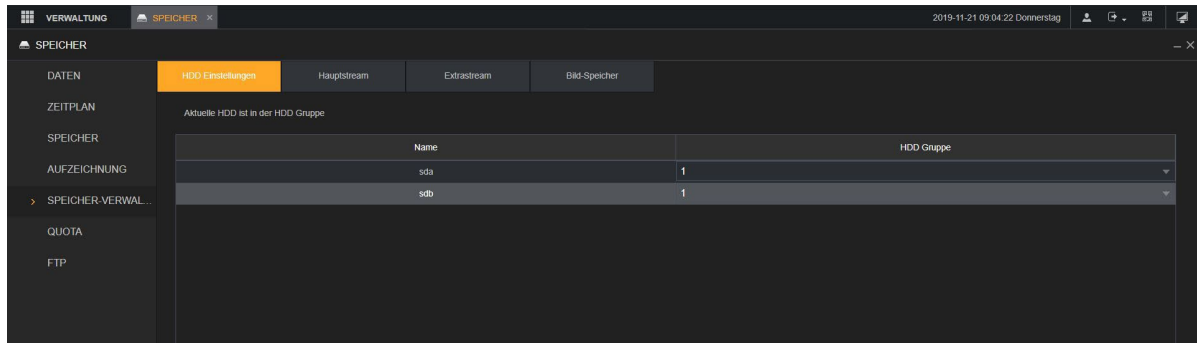 VERWALTUNG SPEICHER × 2019-11-21 09:04:22 Donnerstag
SPEICHER
DATEN
ZEITPLAN
SPEICHER
AUFZEICHNUNG
SPEICHER-VERWAL...
QUOTA
FTP
HDD Einstellungen Hauptstream Extrastream Bild-Speicher
Aktuelle HDD ist in der HDD Gruppe
Name HDD Gruppe
sda 1
sdb 1